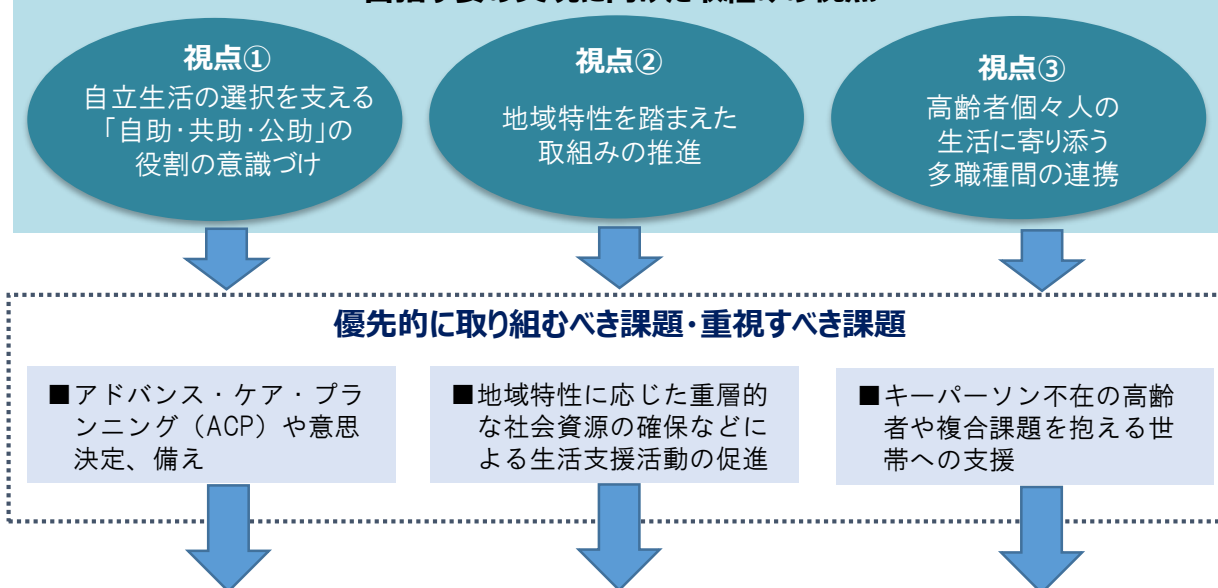 視点①
自立生活の選択を支える
「自助・共助・公助」の
役割の意識づけ
視点②
地域特性を踏まえた
取組みの推進
視点③
高齢者個々人の
生活に寄り添う
多職種間の連携
優先的に取り組むべき課題・重視すべき課題
■アドバンス・ケア・プラ
ンニング（ACP）や意思
決定、備え
■地域特性に応じた重層的
な社会資源の確保などに
よる生活支援活動の促進
■キーパーソン不在の高齢
者や複合課題を抱える世
帯への支援